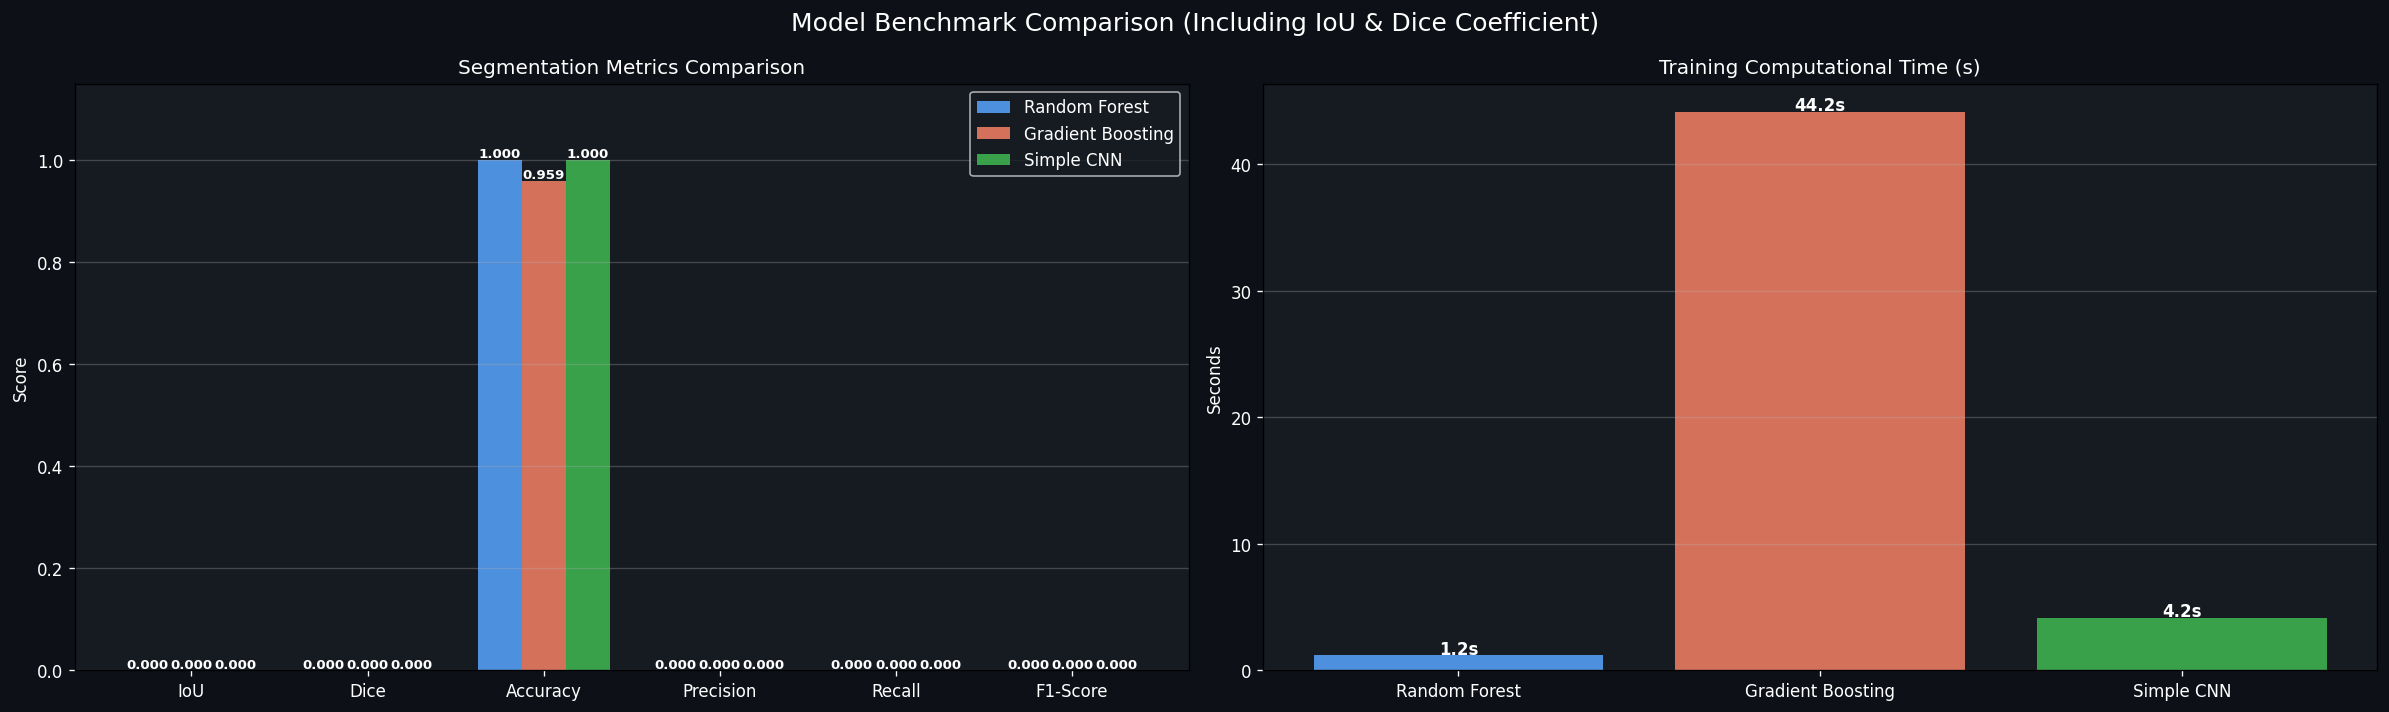 Model Benchmark Comparison (Including IoU & Dice Coefficient)
Segmentation Metrics Comparison
Random Forest
Gradient Boosting
Simple CNN
1.000 0.959 1.000
1.0
0.8
0.6
0.4
0.2
0.0
Score
0.000 0.000 0.000 0.000 0.000 0.000 0.000 0.000 0.000 0.000 0.000 0.000 0.000 0.000 0.000
IoU Dice Accuracy Precision Recall F1-Score
Training Computational Time (s)
44.2s
40
30
20
10
0
Seconds
1.2s
4.2s
Random Forest Gradient Boosting Simple CNN